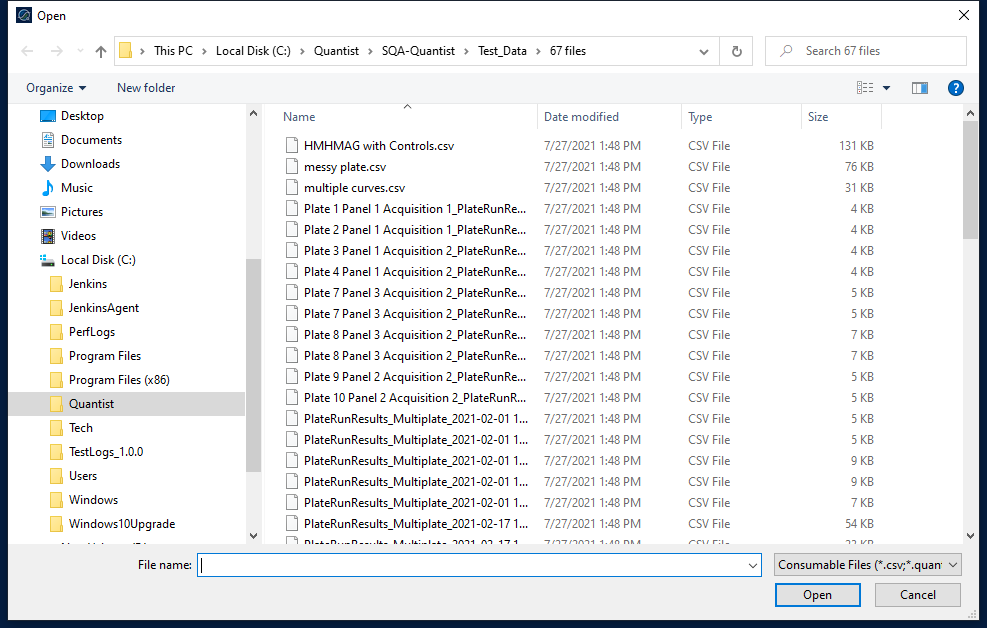 Open
This PC > Local Disk (C:) > Quantist > SQA-Quantist > Test_Data > 67 files
Search 67 files
Organize New folder
Desktop
Documents
Downloads
Music
Pictures
Videos
Local Disk (C:)
Jenkins
JenkinsAgent
PerfLogs
Program Files
Program Files (x86)
Quantist
Tech
TestLogs_1.0.0
Users
Windows
Windows10Upgrade
Name Date modified Type Size
HMHMAG with Controls.csv 7/27/2021 1:48 PM CSV File 131 KB
messy plate.csv 7/27/2021 1:48 PM CSV File 76 KB
multiple curves.csv 7/27/2021 1:48 PM CSV File 31 KB
Plate 1 Panel 1 Acquisition 1_PlateRunRe... 7/27/2021 1:48 PM CSV File 4 KB
Plate 2 Panel 1 Acquisition 1_PlateRunRe... 7/27/2021 1:48 PM CSV File 4 KB
Plate 3 Panel 1 Acquisition 2_PlateRunRe... 7/27/2021 1:48 PM CSV File 4 KB
Plate 4 Panel 1 Acquisition 2_PlateRunRe... 7/27/2021 1:48 PM CSV File 4 KB
Plate 7 Panel 3 Acquisition 2_PlateRunRe... 7/27/2021 1:48 PM CSV File 5 KB
Plate 7 Panel 3 Acquisition 2_PlateRunRe... 7/27/2021 1:48 PM CSV File 5 KB
Plate 8 Panel 3 Acquisition 2_PlateRunRe... 7/27/2021 1:48 PM CSV File 7 KB
Plate 8 Panel 3 Acquisition 2_PlateRunRe... 7/27/2021 1:48 PM CSV File 7 KB
Plate 9 Panel 2 Acquisition 2_PlateRunRe... 7/27/2021 1:48 PM CSV File 5 KB
Plate 10 Panel 2 Acquisition 2_PlateRunR... 7/27/2021 1:48 PM CSV File 5 KB
PlateRunResults_Multiplate_2021-02-01 1... 7/27/2021 1:48 PM CSV File 5 KB
PlateRunResults_Multiplate_2021-02-01 1... 7/27/2021 1:48 PM CSV File 5 KB
PlateRunResults_Multiplate_2021-02-01 1... 7/27/2021 1:48 PM CSV File 9 KB
PlateRunResults_Multiplate_2021-02-01 1... 7/27/2021 1:48 PM CSV File 9 KB
PlateRunResults_Multiplate_2021-02-01 1... 7/27/2021 1:48 PM CSV File 7 KB
PlateRunResults_Multiplate_2021-02-17 1... 7/27/2021 1:48 PM CSV File 54 KB
File name: Consumable Files (*.csv;*.quan
Open Cancel